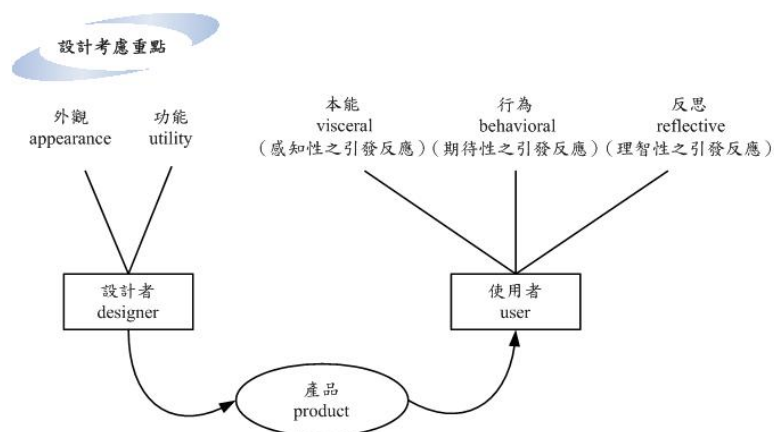 設計考慮重點
外觀
appearance
功能
utility
本能
visceral
（感知性之引發反應）
行為
behavioral
（期待性之引發反應）
反思
reflective
（理智性之引發反應）
設計者
designer
使用者
user
產品
product